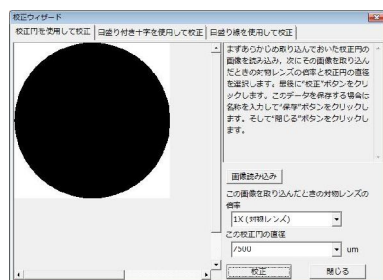 校正ウィザード
校正円を使用して校正
目盛り付き十字を使用して校正
目盛り線を使用して校正
まずあらかじめ取り込んでおいた校正円の
画像を読み込み、次にその画像を取り込ん
だときの対物レンズの倍率と校正円の直径
を選択します。最後に"校正"ボタンをクリ
ックします。このデータを保存する場合は
名称を入力して"保存"ボタンをクリックし
ます。そして"閉じる"ボタンをクリックし
ます。
画像読み込み
この画像を取り込んだときの対物レンズの
倍率
1X (対物レンズ)
この校正円の直径
7500
um
校正
閉じる